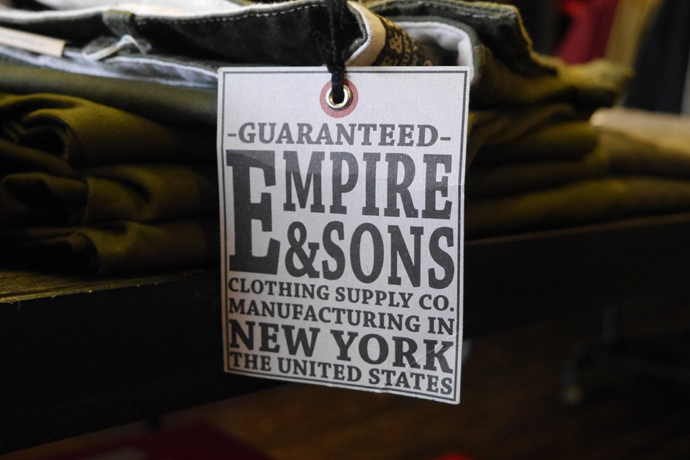 -GUARANTEED-
EMPIRE
&SONS
CLOTHING SUPPLY CO.
MANUFACTURING IN
NEW YORK
THE UNITED STATES